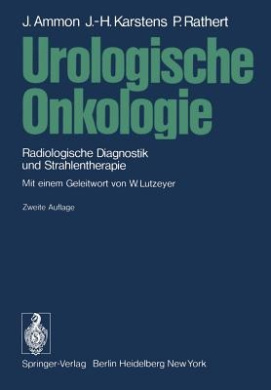 J. Ammon J.-H. Karstens P. Rathert
Urologische
Onkologie
Radiologische Diagnostik
und Strahlentherapie
Mit einem Geleitwort von W. Lutzeyer
Zweite Auflage
Springer-Verlag Berlin Heidelberg New York